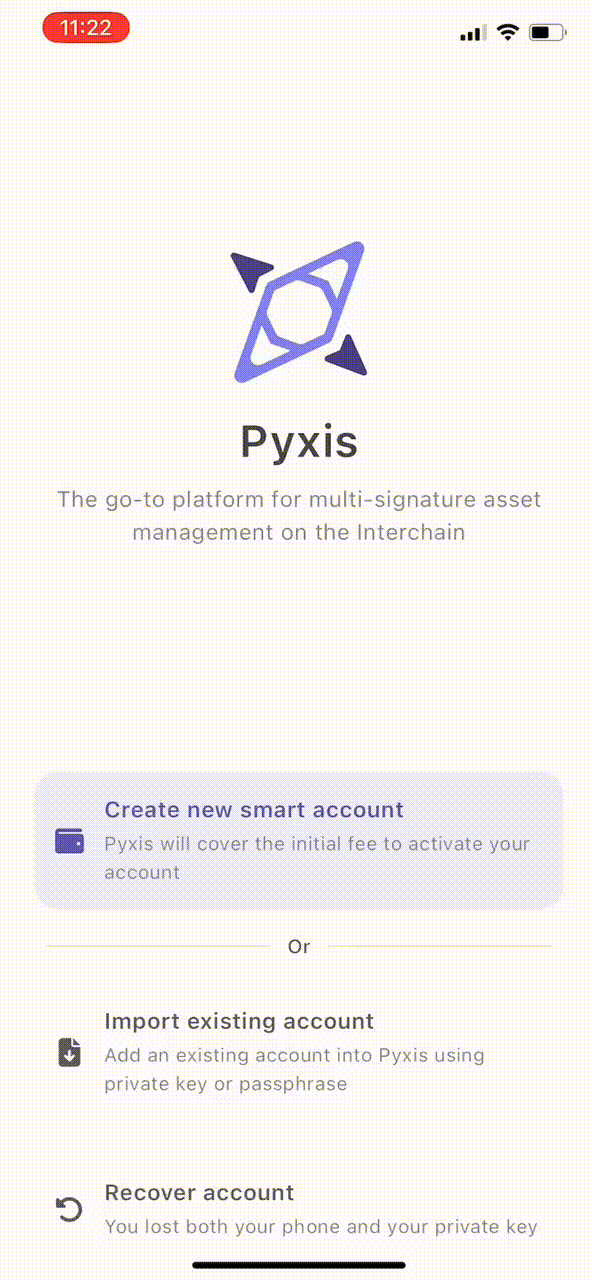 11:22
Pyxis
The go-to platform for multi-signature asset
management on the Interchain
Create new smart account
Pyxis will cover the initial fee to activate your
account
Or
Import existing account
Add an existing account into Pyxis using
private key or passphrase
Recover account
You lost both your phone and your private key